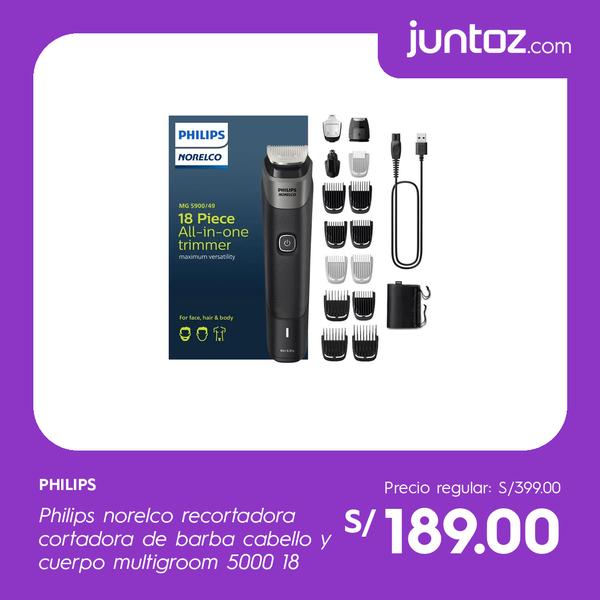 juntoz.com
PHILIPS
NORELCO
MG 5900/49
18 Piece
All-in-one
trimmer
maximum versatility
For face, hair & body
PHILIPS
NORELCO
PHILIPS
Philips norelco recortadora
cortadora de barba cabello y
cuerpo multigroom 5000 18
Precio regular: S/399.00
S/189.00